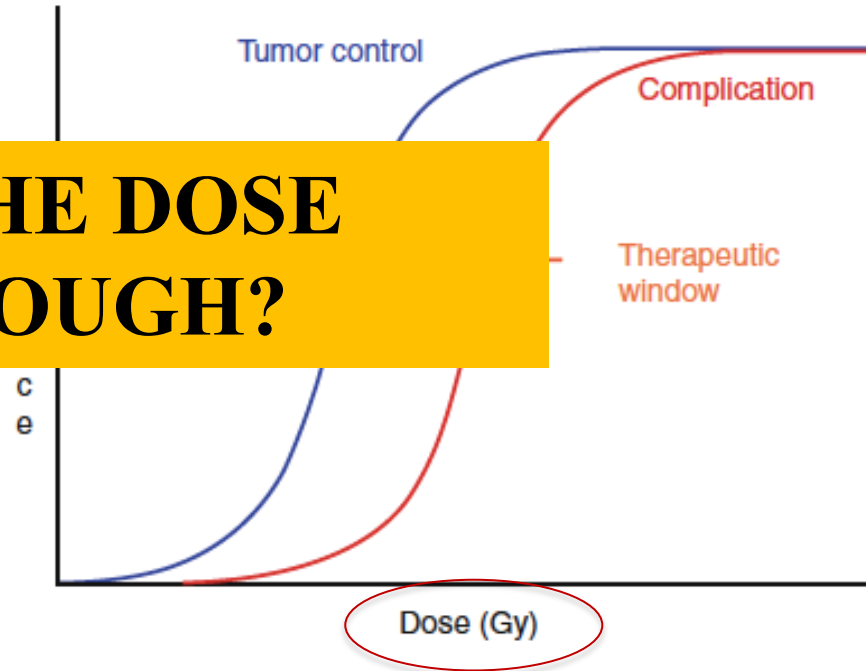 Tumor control
Complication
HE DOSE
OUGH?
Therapeutic
window
c
e
Dose (Gy)